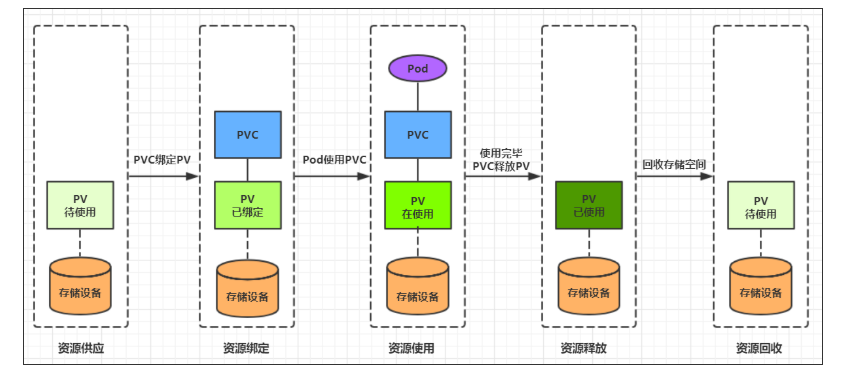 PV
待使用
存储设备
资源供应
PVC绑定PV
PVC
PV
已绑定
存储设备
资源绑定
Pod使用PVC
Pod
PVC
PV
在使用
存储设备
资源使用
使用完毕
PVC释放PV
PV
已使用
存储设备
资源释放
回收存储空间
PV
待使用
存储设备
资源回收